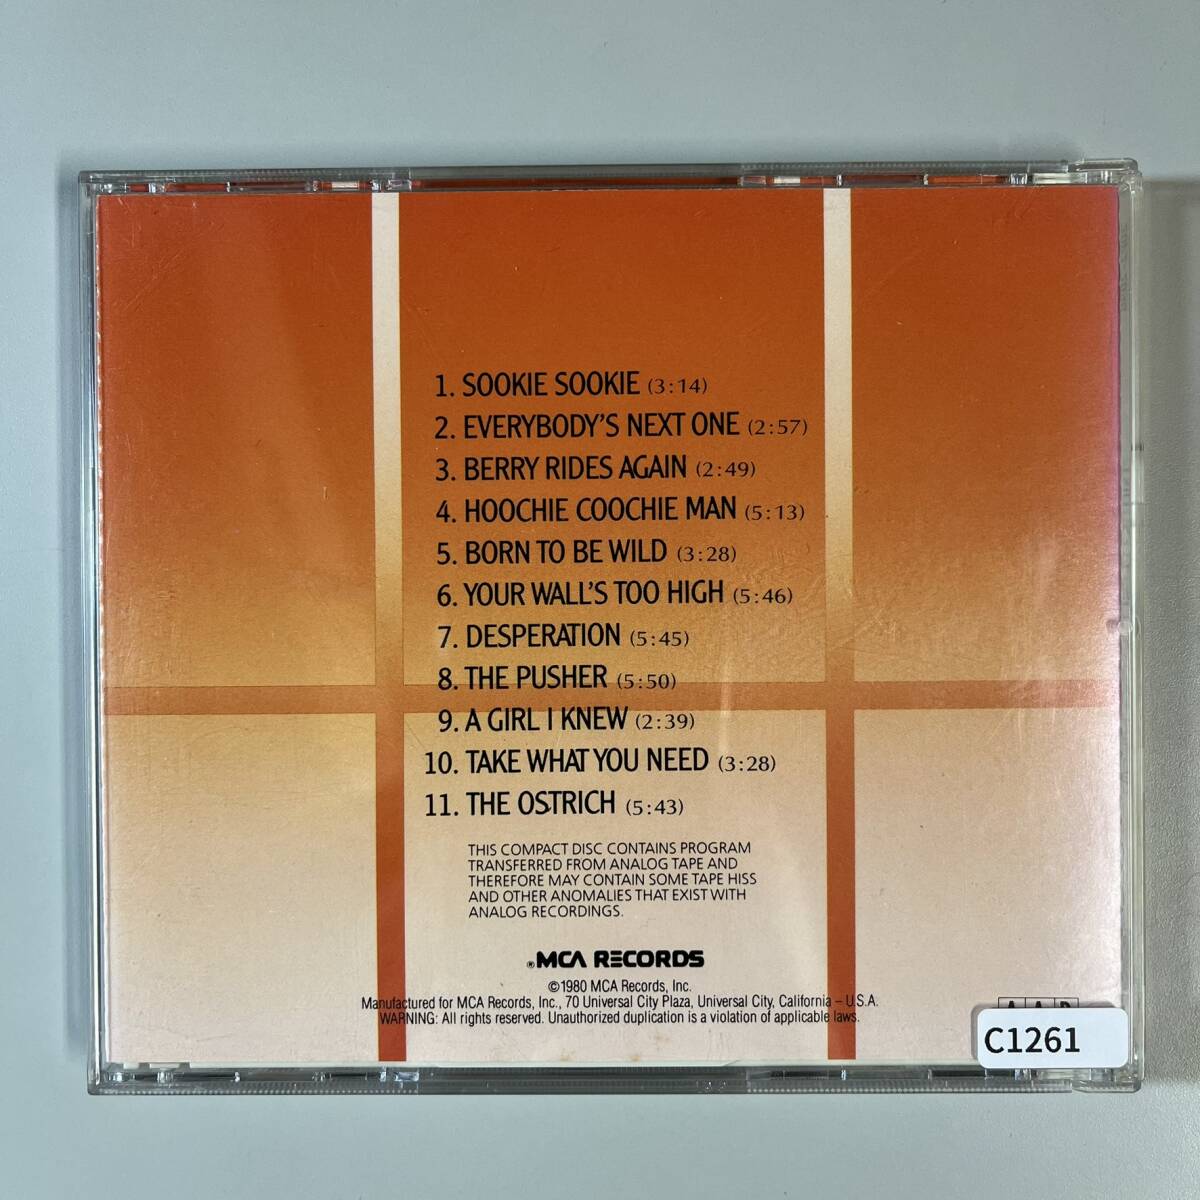 1. SOOKIE SOOKIE (3:14)
2. EVERYBODY'S NEXT ONE (2:57)
3. BERRY RIDES AGAIN (2:49)
4. HOOCHIE COOCHIE MAN (5:13)
5. BORN TO BE WILD (3:28)
6. YOUR WALL'S TOO HIGH (5:46)
7. DESPERATION (5:45)
8. THE PUSHER (5:50)
9. A GIRL I KNEW (2:39)
10. TAKE WHAT YOU NEED (3:28)
11. THE OSTRICH (5:43)
THIS COMPACT DISC CONTAINS PROGRAM
TRANSFERRED FROM ANALOG TAPE AND
THEREFORE MAY CONTAIN SOME TAPE HISS
AND OTHER ANOMALIES THAT EXIST WITH
ANALOG RECORDINGS.
®MCA RECORDS
©1980 MCA Records, Inc.
Manufactured for MCA Records, Inc., 70 Universal City Plaza, Universal City, California – U.S.A.
WARNING: All rights reserved. Unauthorized duplication is a violation of applicable laws.
C1261